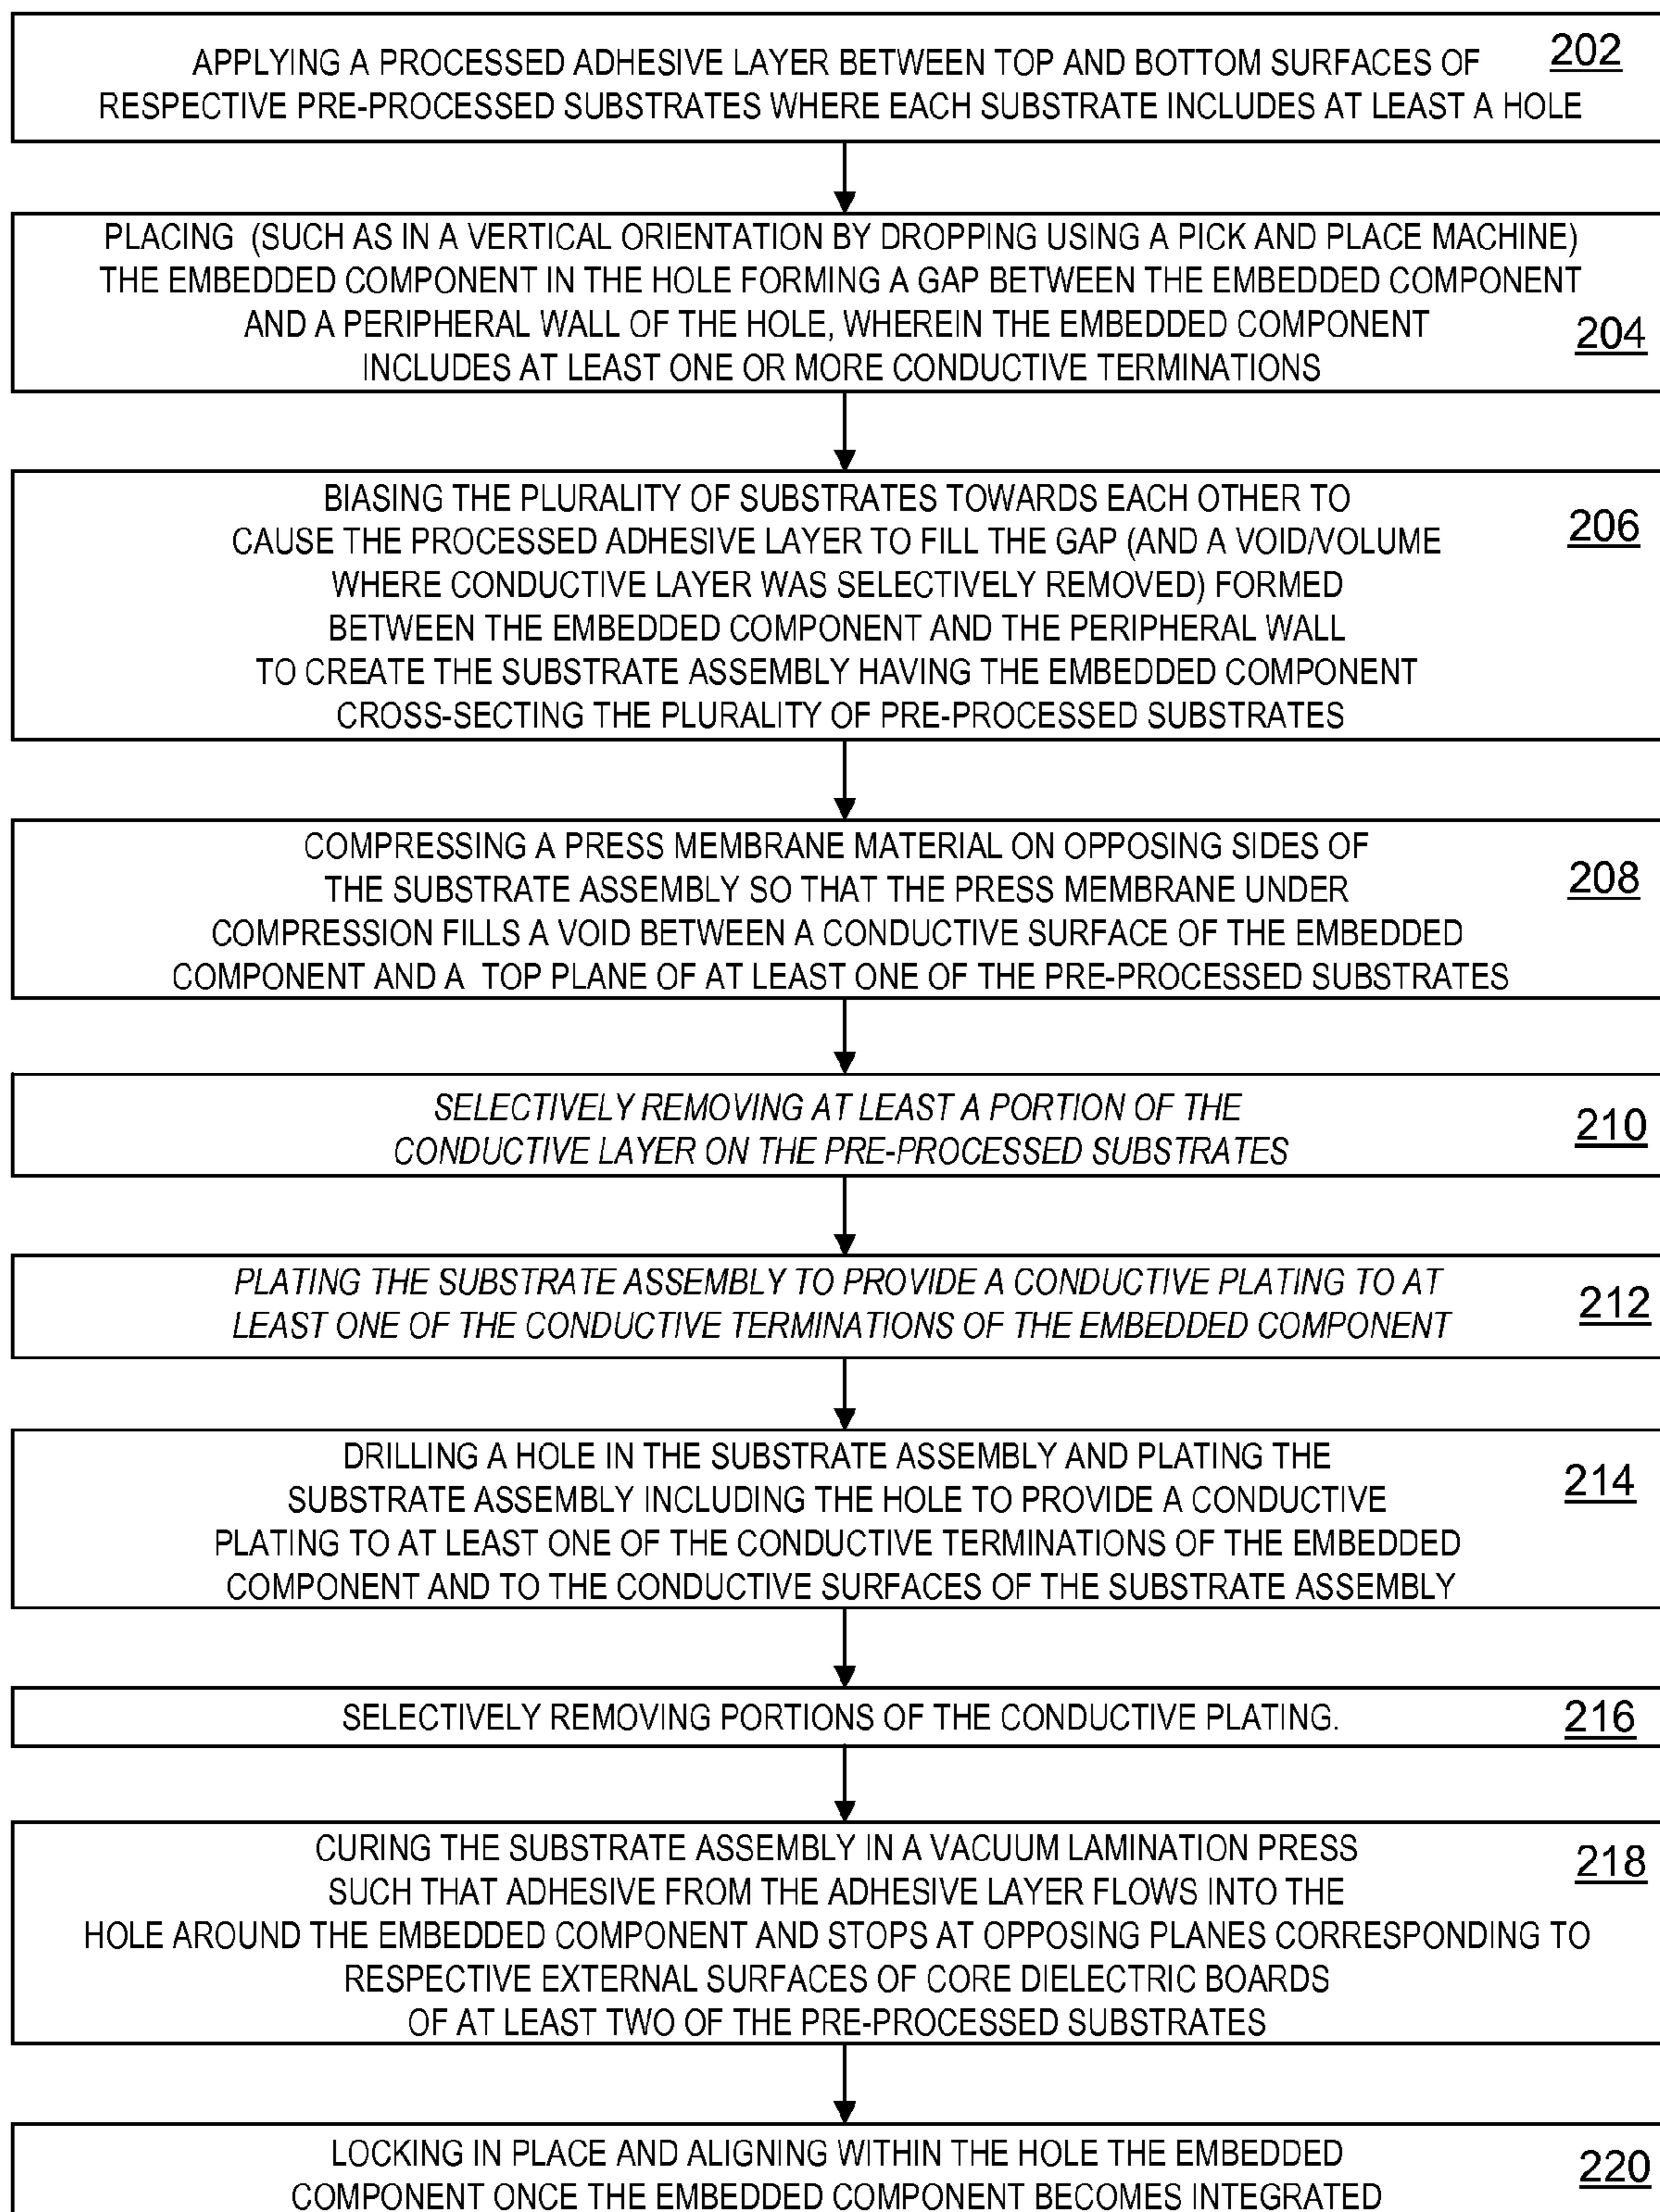 APPLYING A PROCESSED ADHESIVE LAYER BETWEEN TOP AND BOTTOM SURFACES OF 202
RESPECTIVE PRE-PROCESSED SUBSTRATES WHERE EACH SUBSTRATE INCLUDES AT LEAST A HOLE
PLACING (SUCH AS IN A VERTICAL ORIENTATION BY DROPPING USING A PICK AND PLACE MACHINE)
THE EMBEDDED COMPONENT IN THE HOLE FORMING A GAP BETWEEN THE EMBEDDED COMPONENT
AND A PERIPHERAL WALL OF THE HOLE, WHEREIN THE EMBEDDED COMPONENT 204
INCLUDES AT LEAST ONE OR MORE CONDUCTIVE TERMINATIONS
BIASING THE PLURALITY OF SUBSTRATES TOWARDS EACH OTHER TO
CAUSE THE PROCESSED ADHESIVE LAYER TO FILL THE GAP (AND A VOID/VOLUME 206
WHERE CONDUCTIVE LAYER WAS SELECTIVELY REMOVED) FORMED
BETWEEN THE EMBEDDED COMPONENT AND THE PERIPHERAL WALL
TO CREATE THE SUBSTRATE ASSEMBLY HAVING THE EMBEDDED COMPONENT
CROSS-SECTING THE PLURALITY OF PRE-PROCESSED SUBSTRATES
COMPRESSING A PRESS MEMBRANE MATERIAL ON OPPOSING SIDES OF
THE SUBSTRATE ASSEMBLY SO THAT THE PRESS MEMBRANE UNDER 208
COMPRESSION FILLS A VOID BETWEEN A CONDUCTIVE SURFACE OF THE EMBEDDED
COMPONENT AND A TOP PLANE OF AT LEAST ONE OF THE PRE-PROCESSED SUBSTRATES
SELECTIVELY REMOVING AT LEAST A PORTION OF THE 210
CONDUCTIVE LAYER ON THE PRE-PROCESSED SUBSTRATES
PLATING THE SUBSTRATE ASSEMBLY TO PROVIDE A CONDUCTIVE PLATING TO AT 212
LEAST ONE OF THE CONDUCTIVE TERMINATIONS OF THE EMBEDDED COMPONENT
DRILLING A HOLE IN THE SUBSTRATE ASSEMBLY AND PLATING THE 214
SUBSTRATE ASSEMBLY INCLUDING THE HOLE TO PROVIDE A CONDUCTIVE
PLATING TO AT LEAST ONE OF THE CONDUCTIVE TERMINATIONS OF THE EMBEDDED
COMPONENT AND TO THE CONDUCTIVE SURFACES OF THE SUBSTRATE ASSEMBLY
SELECTIVELY REMOVING PORTIONS OF THE CONDUCTIVE PLATING. 216
CURING THE SUBSTRATE ASSEMBLY IN A VACUUM LAMINATION PRESS 218
SUCH THAT ADHESIVE FROM THE ADHESIVE LAYER FLOWS INTO THE
HOLE AROUND THE EMBEDDED COMPONENT AND STOPS AT OPPOSING PLANES CORRESPONDING TO
RESPECTIVE EXTERNAL SURFACES OF CORE DIELECTRIC BOARDS
OF AT LEAST TWO OF THE PRE-PROCESSED SUBSTRATES
LOCKING IN PLACE AND ALIGNING WITHIN THE HOLE THE EMBEDDED 220
COMPONENT ONCE THE EMBEDDED COMPONENT BECOMES INTEGRATED